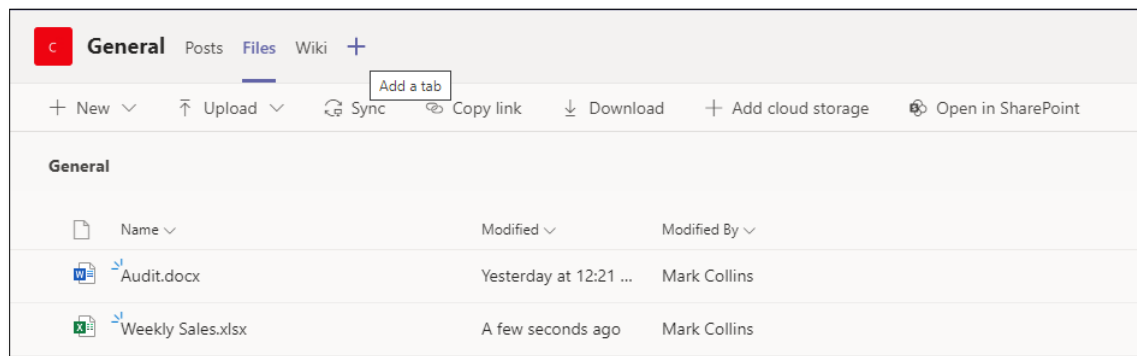 C General Posts Files Wiki +
Add a tab
+ New Upload Sync Copy link Download + Add cloud storage Open in SharePoint
General
Name Modified Modified By
Audit.docx Yesterday at 12:21 ... Mark Collins
Weekly Sales.xlsx A few seconds ago Mark Collins